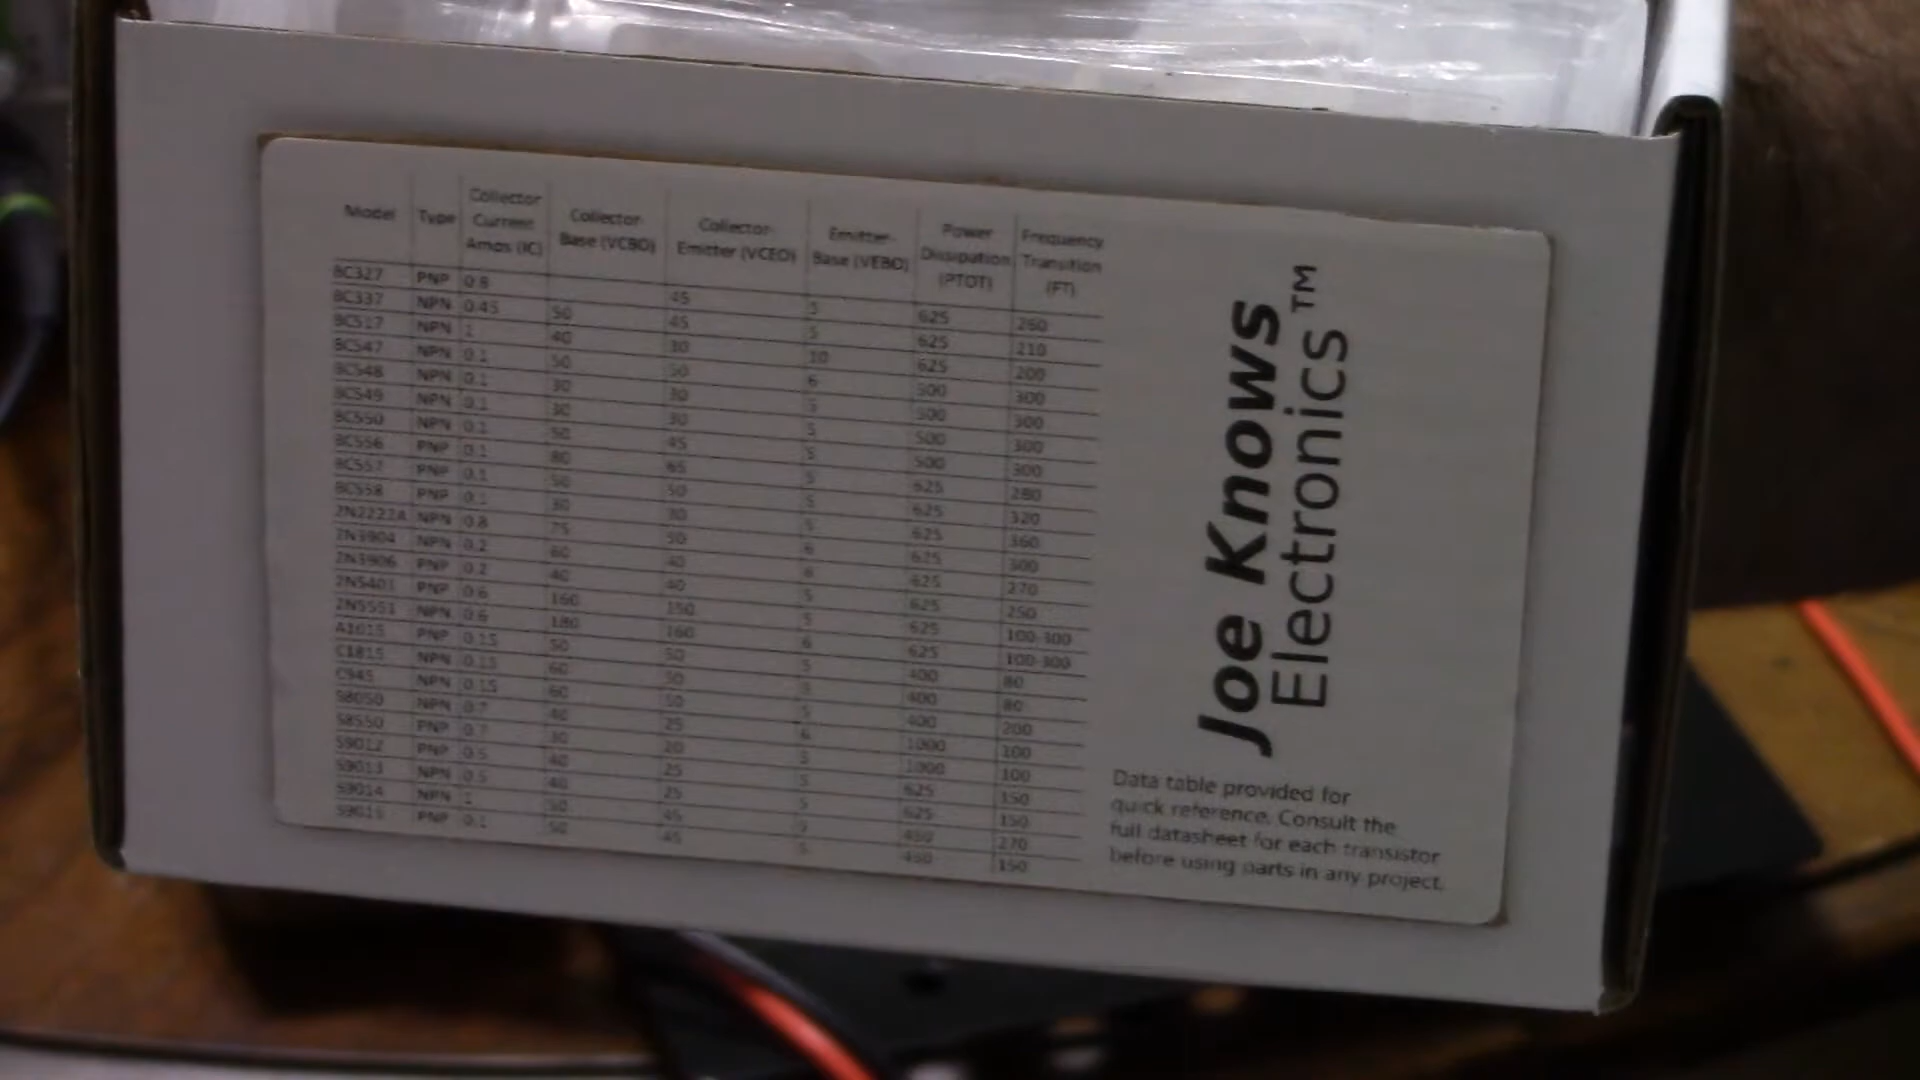 Model Type Collector Current Amps (IC) Collector Base (VCBO) Collector- Emitter (VCEO) Emitter- Base (VEBO) Power Dissipation (PTOT) Frequency Transition (FT)
BC327 PNP 0.8 45 5 625 260
BC337 NPN 0.45 50 45 5 625 210
BC517 NPN 1 40 30 10 625 200
BC547 NPN 0.1 50 50 6 500 300
BC548 NPN 0.1 30 30 5 500 300
BC549 NPN 0.1 30 30 5 500 300
BC550 NPN 0.1 50 45 5 500 300
BC556 PNP 0.1 80 65 5 625 280
BC557 PNP 0.1 50 50 5 625 320
BC558 PNP 0.1 30 30 5 625 360
2N2222A NPN 0.8 75 50 6 625 300
2N3904 NPN 0.2 60 40 6 625 270
2N3906 PNP 0.2 40 40 5 625 250
2N5401 PNP 0.6 160 150 5 625 100-300
2N5551 NPN 0.6 180 160 6 625 100-300
A1015 PNP 0.15 50 50 5 400 80
C1815 NPN 0.15 60 50 5 400 80
C945 NPN 0.15 60 50 5 400 200
S8050 NPN 0.7 40 25 6 1000 100
S8550 PNP 0.7 30 20 5 1000 100
S9012 PNP 0.5 40 25 5 625 150
S9013 NPN 0.5 40 25 5 625 150
S9014 NPN 1 50 45 5 450 270
S9015 PNP 0.1 50 45 5 450 150
Joe Knows
Electronics™
Data table provided for
quick reference. Consult the
full datasheet for each transistor
before using parts in any project.